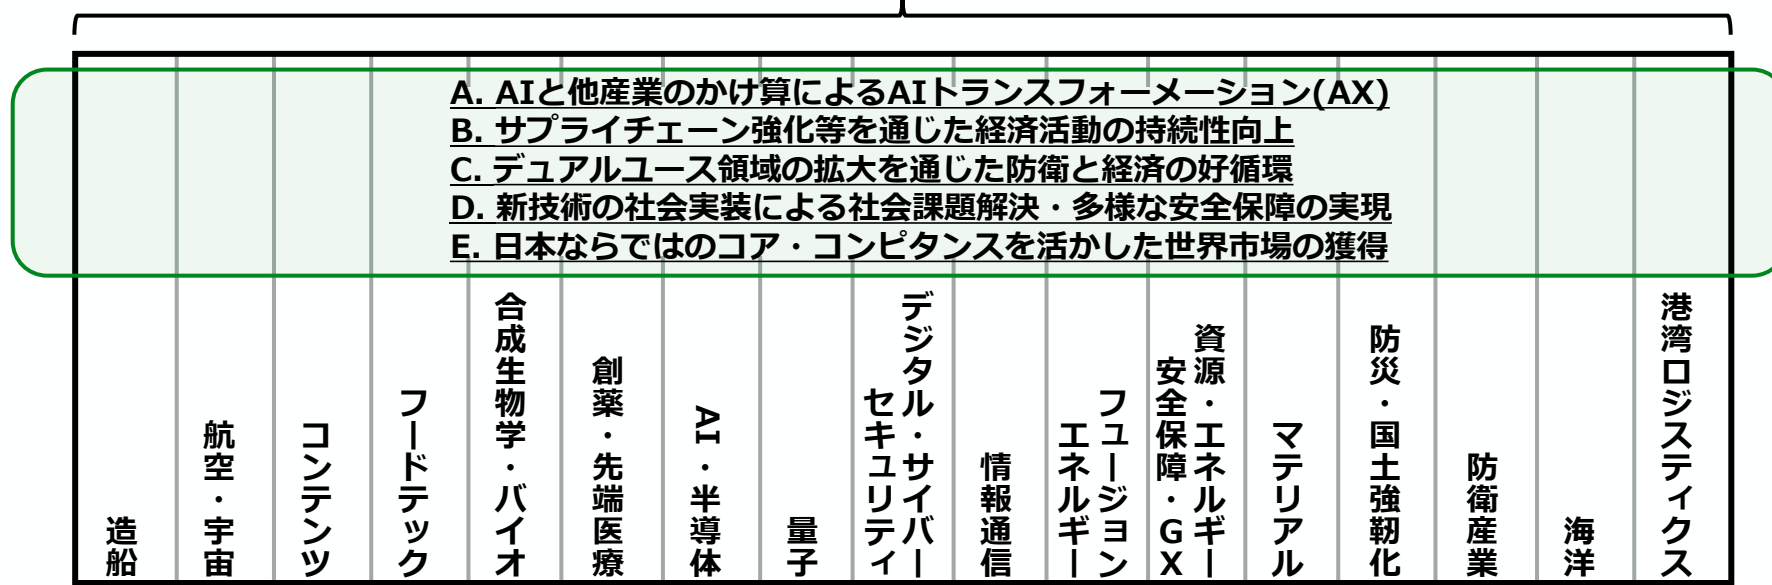 A. AIと他産業のかけ算によるAIトランスフォーメーション(AX)
B. サプライチェーン強化等を通じた経済活動の持続性向上
C. デュアルユース領域の拡大を通じた防衛と経済の好循環
D. 新技術の社会実装による社会課題解決・多様な安全保障の実現
E. 日本ならではのコア・コンピタンスを活かした世界市場の獲得
造船
航空・宇宙
コンテンツ
フードテック
合成生物学・バイオ
創薬・先端医療
AI・半導体
量子
デジタル・サイバー
セキュリティ
情報通信
フュージョン
エネルギー
資源・エネルギー
安全保障・GX
マテリアル
防災・国土強靭化
防衛産業
海洋
港湾ロジスティクス